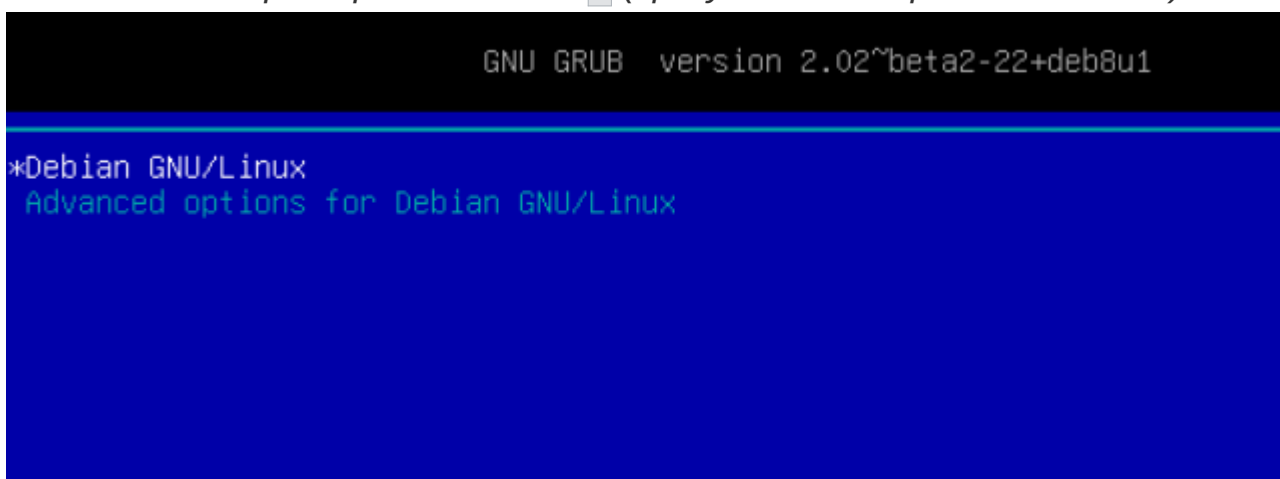 GNU GRUB version 2.02~beta2-22+deb8u1
*Debian GNU/Linux
Advanced options for Debian GNU/Linux